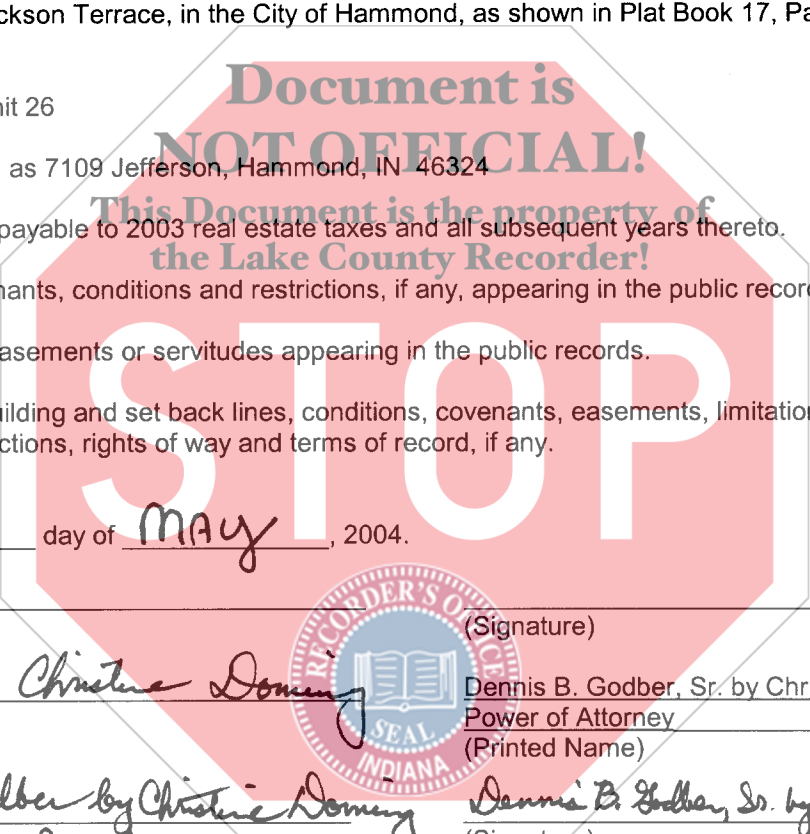 ckson Terrace, in the City of Hammond, as shown in Plat Book 17, Pa
Document is
nit 26
NOT OFFICIAL!
as 7109 Jefferson, Hammond, IN 46324
This Document is the property of
payable to 2003 real estate taxes and all subsequent years thereto.
the Lake County Recorder!
nants, conditions and restrictions, if any, appearing in the public record
asements or servitudes appearing in the public records.
STOP
uilding and set back lines, conditions, covenants, easements, limitation
ctions, rights of way and terms of record, if any.
day of MAY, 2004.
RECORDER'S OFFICE
SEAL
INDIANA
(Signature)
Christine Doming
Dennis B. Godber, Sr. by Chr
Power of Attorney
(Printed Name)
dber by Christine Doming
Dennis B. Godber, Sr. by
(Signature)